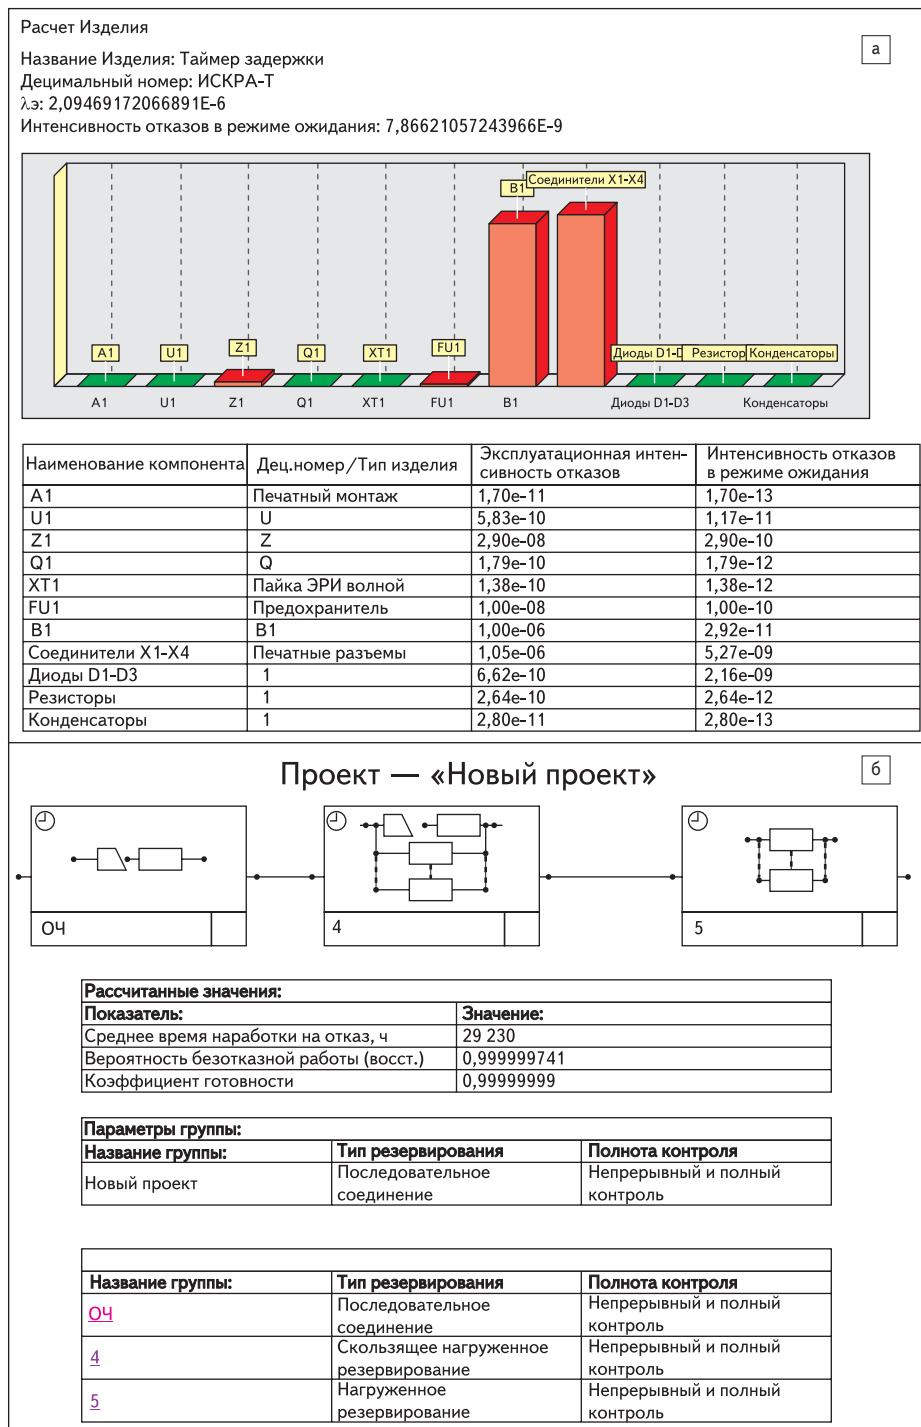 Расчет Изделия
а
Название Изделия: Таймер задержки
Децимальный номер: ИСКРА-Т
λэ: 2,09469172066891E-6
Интенсивность отказов в режиме ожидания: 7,86621057243966E-9
B1 Соединители X1-X4
A1 U1 Z1 Q1 XT1 FU1 Диоды D1-D Резистор Конденсаторы
A1 U1 Z1 Q1 XT1 FU1 B1 Диоды D1-D3 Конденсаторы
Наименование компонента Дец.номер/Тип изделия Эксплуатационная интен- Интенсивность отказов
сивность отказов в режиме ожидания
A1 Печатный монтаж 1,70e-11 1,70e-13
U1 U 5,83e-10 1,17e-11
Z1 Z 2,90e-08 2,90e-10
Q1 Q 1,79e-10 1,79e-12
XT1 Пайка ЭРИ волной 1,38e-10 1,38e-12
FU1 Предохранитель 1,00e-08 1,00e-10
B1 B1 1,00e-06 2,92e-11
Соединители X1-X4 Печатные разъемы 1,05e-06 5,27e-09
Диоды D1-D3 1 6,62e-10 2,16e-09
Резисторы 1 2,64e-10 2,64e-12
Конденсаторы 1 2,80e-11 2,80e-13
Проект — «Новый проект»
б
ОЧ 4 5
Рассчитанные значения:
Показатель: Значение:
Среднее время наработки на отказ, ч 29 230
Вероятность безотказной работы (восст.) 0,999999741
Коэффициент готовности 0,99999999
Параметры группы:
Название группы: Тип резервирования Полнота контроля
Новый проект Последовательное соединение Непрерывный и полный контроль
Название группы: Тип резервирования Полнота контроля
ОЧ Последовательное соединение Непрерывный и полный контроль
4 Скользящее нагруженное резервирование Непрерывный и полный контроль
5 Нагруженное резервирование Непрерывный и полный контроль